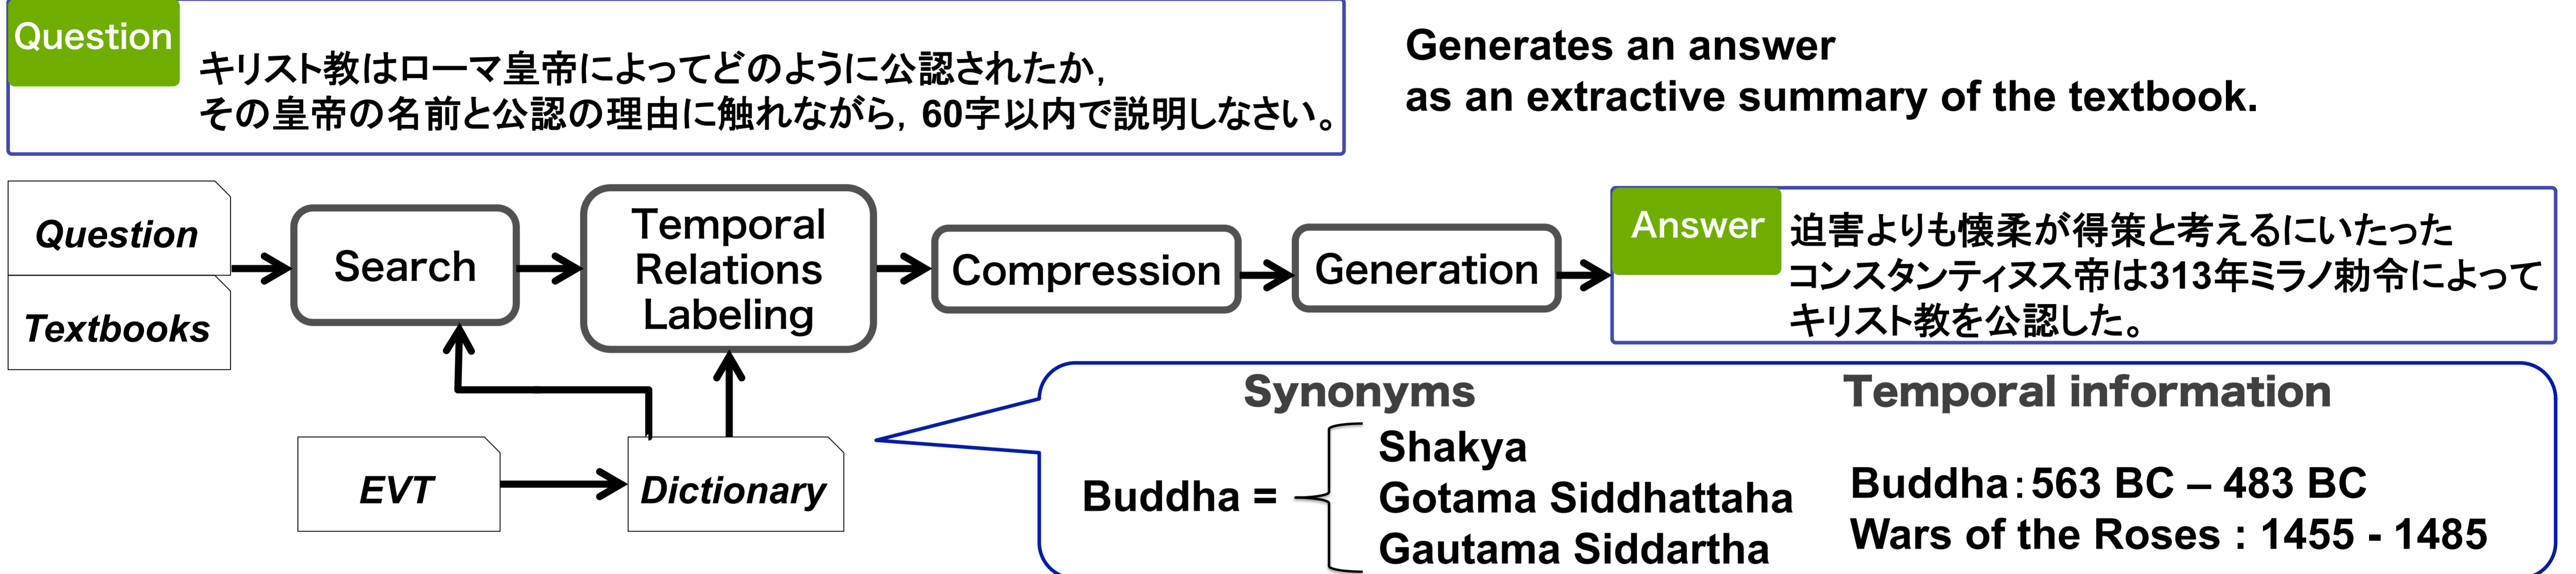 Question
キリスト教はローマ皇帝によってどのように公認されたか,
その皇帝の名前と公認の理由に触れながら, 60字以内で説明しなさい。
Generates an answer
as an extractive summary of the textbook.
Question
Textbooks
Search
Temporal
Relations
Labeling
Compression
Generation
Answer
迫害よりも懐柔が得策と考えるにいたった
コンスタンティヌス帝は313年ミラノ勅令によって
キリスト教を公認した。
EVT
Dictionary
Synonyms
Buddha =
Shakya
Gotama Siddhattaha
Gautama Siddartha
Temporal information
Buddha : 563 BC – 483 BC
Wars of the Roses : 1455 - 1485